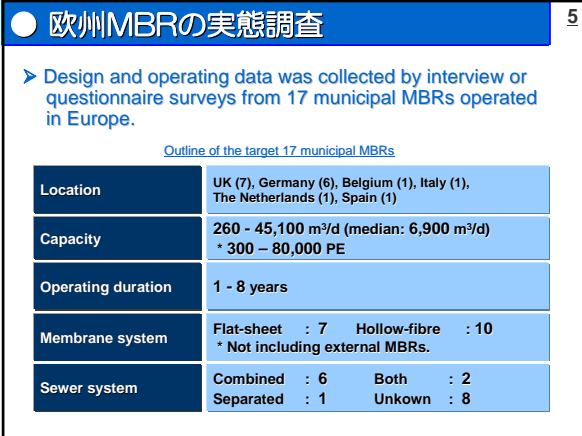 ● 欧州MBRの実態調査
5
➢ Design and operating data was collected by interview or
questionnaire surveys from 17 municipal MBRs operated
in Europe.
Outline of the target 17 municipal MBRs
Location
UK (7), Germany (6), Belgium (1), Italy (1),
The Netherlands (1), Spain (1)
Capacity
260 - 45,100 m³/d (median: 6,900 m³/d)
* 300 – 80,000 PE
Operating duration
1 - 8 years
Membrane system
Flat-sheet : 7 Hollow-fibre : 10
* Not including external MBRs.
Sewer system
Combined : 6 Both : 2
Separated : 1 Unkown : 8